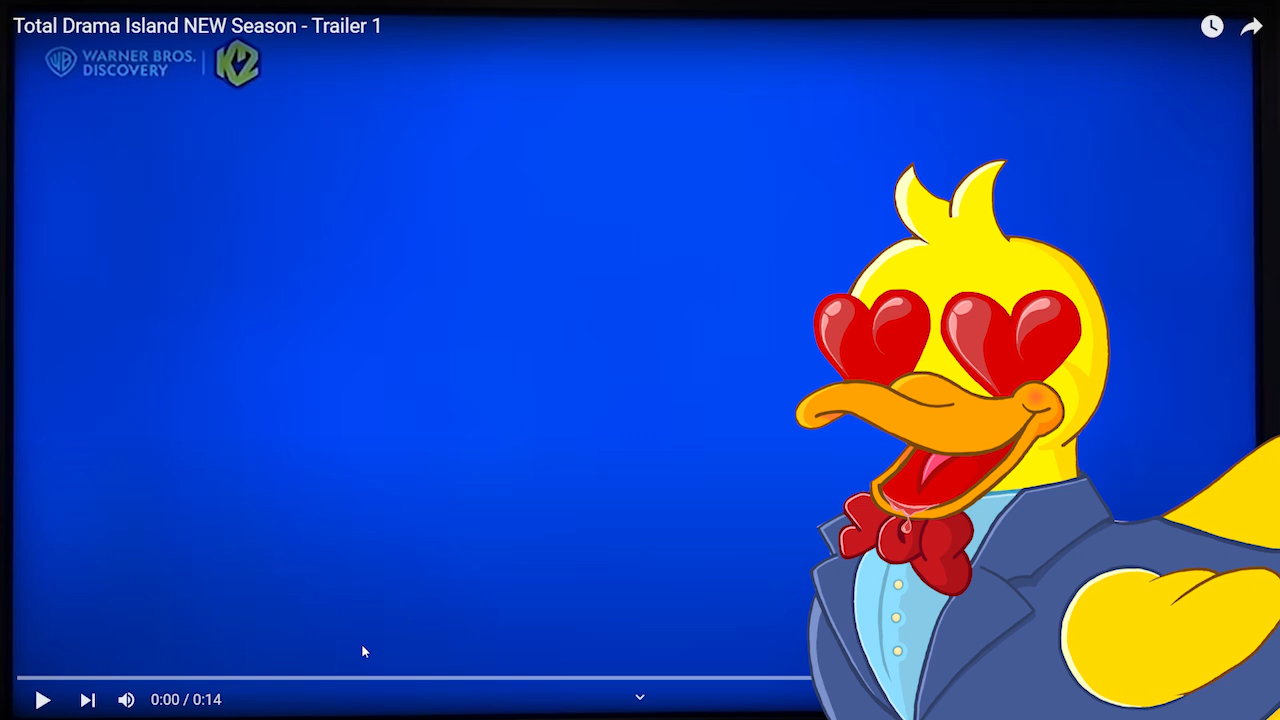 Total Drama Island NEW Season - Trailer 1
WARNER BROS.
DISCOVERY
K2
0:00 / 0:14